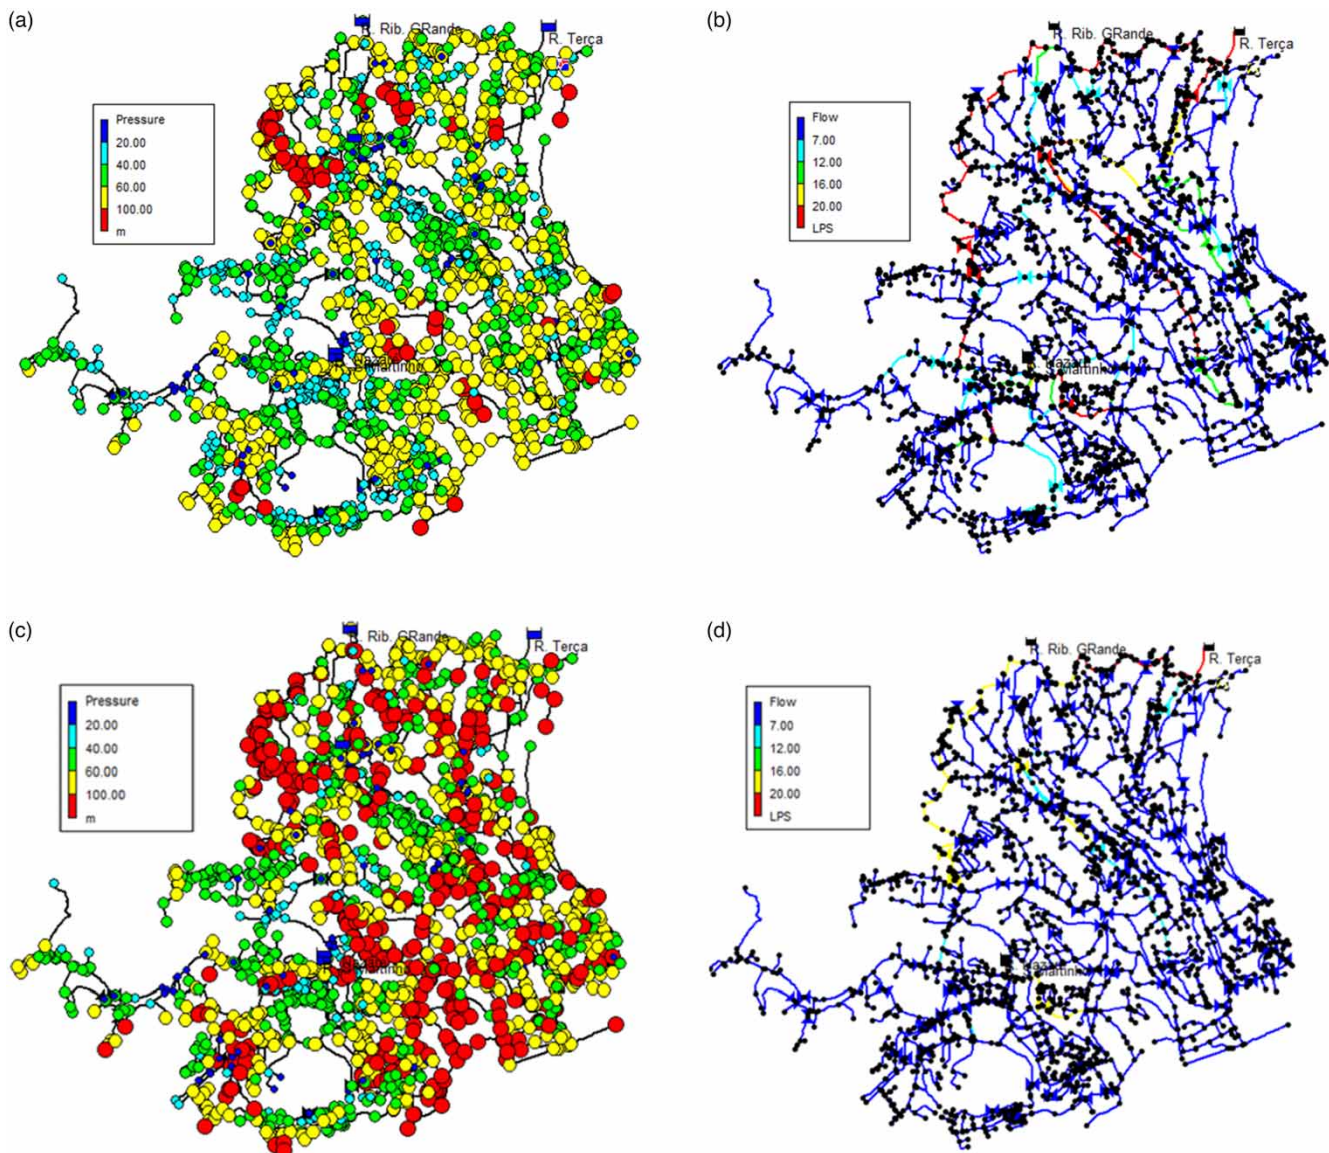 (a)
R. Rib. GRande
R. Terça
Pressure
20.00
40.00
60.00
100.00
m
(b)
R. Rib. GRande
R. Terça
Flow
7.00
12.00
16.00
20.00
LPS
(c)
Rib. GRande
R. Terça
Pressure
20.00
40.00
60.00
100.00
m
(d)
R. Rib. GRande
R. Terça
Flow
7.00
12.00
16.00
20.00
LPS